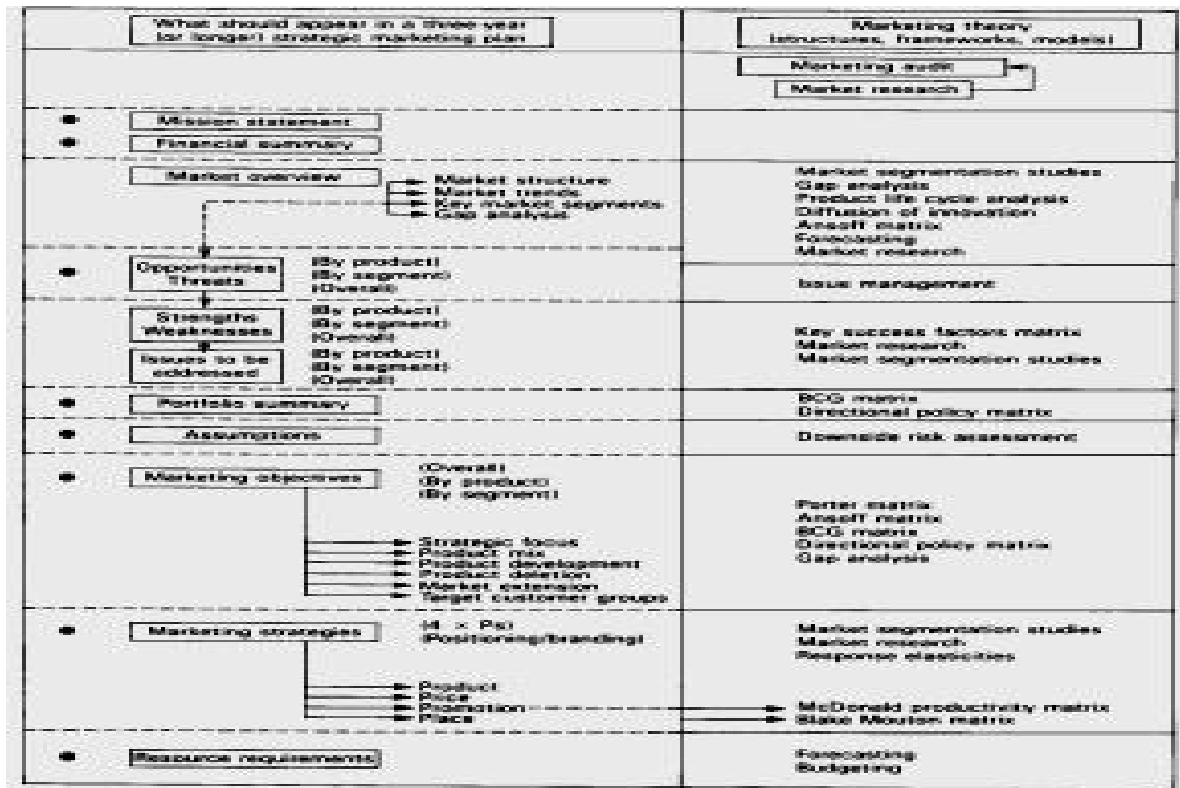 What should appear in a three-year
(or longer) strategic marketing plan
Marketing theory
(structures, frameworks, models)
Marketing audit
Market research
Mission statement
Financial summary
Market overview
Market structure
Market trends
Key market segments
Gap analysis
Market segmentation studies
Gap analysis
Product life cycle analysis
Diffusion of innovation
Ansoff matrix
Forecasting
Market research
Opportunities
Threats
(By product)
(By segment)
(Overall)
Issue management
Strengths
Weaknesses
(By product)
(By segment)
(Overall)
Issues to be
addressed
(By product)
(By segment)
(Overall)
Key success factors matrix
Market research
Market segmentation studies
Portfolio summary
BCG matrix
Directional policy matrix
Assumptions
Downside risk assessment
Marketing objectives
(Overall)
(By product)
(By segment)
Strategic focus
Product mix
Product development
Product deletion
Market extension
Target customer groups
Porter matrix
Ansoff matrix
BCG matrix
Directional policy matrix
Gap analysis
Marketing strategies
(4 × Ps)
(Positioning/branding)
Product
Price
Promotion
Place
Market segmentation studies
Market research
Response elasticities
McDonald productivity matrix
Blake Mouton matrix
Resource requirements
Forecasting
Budgeting